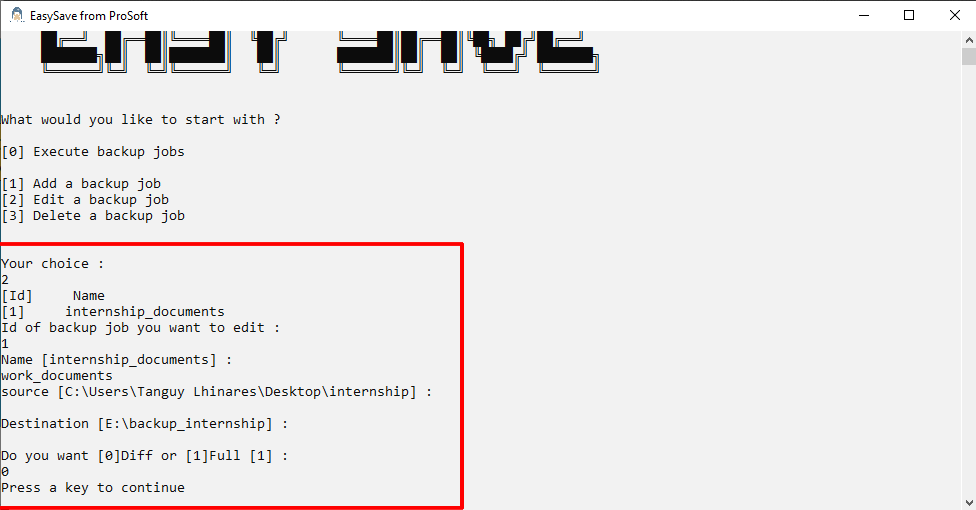 EasySave from ProSoft
What would you like to start with ?
[0] Execute backup jobs
[1] Add a backup job
[2] Edit a backup job
[3] Delete a backup job
Your choice :
2
[Id]     Name
[1]     internship_documents
Id of backup job you want to edit :
1
Name [internship_documents] :
work_documents
source [C:\Users\Tanguy Lhinares\Desktop\internship] :
Destination [E:\backup_internship] :
Do you want [0]Diff or [1]Full [1] :
0
Press a key to continue